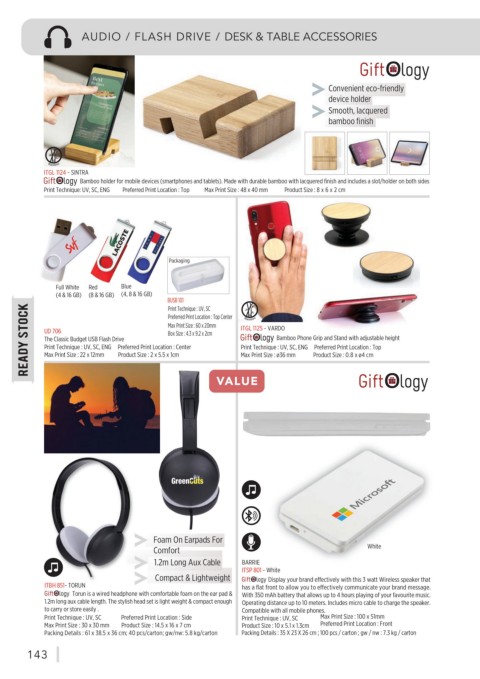 AUDIO / FLASH DRIVE / DESK & TABLE ACCESSORIES
Giftology
Convenient eco-friendly
device holder
Smooth, lacquered
bamboo finish
ITGL 1124 - SINTRA
Giftology Bamboo holder for mobile devices (smartphones and tablets). Made with durable bamboo with lacquered finish and includes a slot/holder on both sides
Print Technique: UV, SC, ENG Preferred Print Location : Top Max Print Size : 48 x 40 mm Product Size : 8 x 6 x 2 cm
LACOSTE
Full White
(4 & 16 GB)
Red
(8 & 16 GB)
Blue
(4, 8 & 16 GB)
Packaging
BUSB 101
Print Technique : UV, SC
Preferred Print Location : Top Center
Max Print Size : 60 x 20mm
Box Size : 4.3 x 9.2 x 2cm
UD 706
The Classic Budget USB Flash Drive
Print Technique : UV, SC, ENG Preferred Print Location : Center
Max Print Size : 22 x 12mm Product Size : 2 x 5.5 x 1cm
ITGL 1125 - VARDO
Giftology Bamboo Phone Grip and Stand with adjustable height
Print Technique : UV, SC, ENG Preferred Print Location : Top
Max Print Size : ø36 mm Product Size : 0.8 x ø4 cm
READY STOCK
VALUE
Giftology
GreenCuts
Foam On Earpads For
Comfort
1.2m Long Aux Cable
Compact & Lightweight
ITBH 851- TORUN
Giftology Torun is a wired headphone with comfortable foam on the ear pad &
1.2m long aux cable length. The stylish head set is light weight & compact enough
to carry or store easily .
Print Technique : UV, SC Preferred Print Location : Side
Max Print Size : 30 x 30 mm Product Size : 14.5 x 16 x 7 cm
Packing Details : 61 x 38.5 x 36 cm; 40 pcs/carton; gw/nw: 5.8 kg/carton
Microsoft
White
BARRIE
ITSP 801 - White
Giftology Display your brand effectively with this 3 watt Wireless speaker that
has a flat front to allow you to effectively communicate your brand message.
With 350 mAh battery that allows up to 4 hours playing of your favourite music.
Operating distance up to 10 meters. Includes micro cable to charge the speaker.
Compatible with all mobile phones.
Print Technique : UV, SC Max Print Size : 100 x 51mm
Product Size : 10 x 5.1 x 1.3cm Preferred Print Location : Front
Packing Details : 35 X 23 X 26 cm ; 100 pcs / carton ; gw / nw : 7.3 kg / carton
143